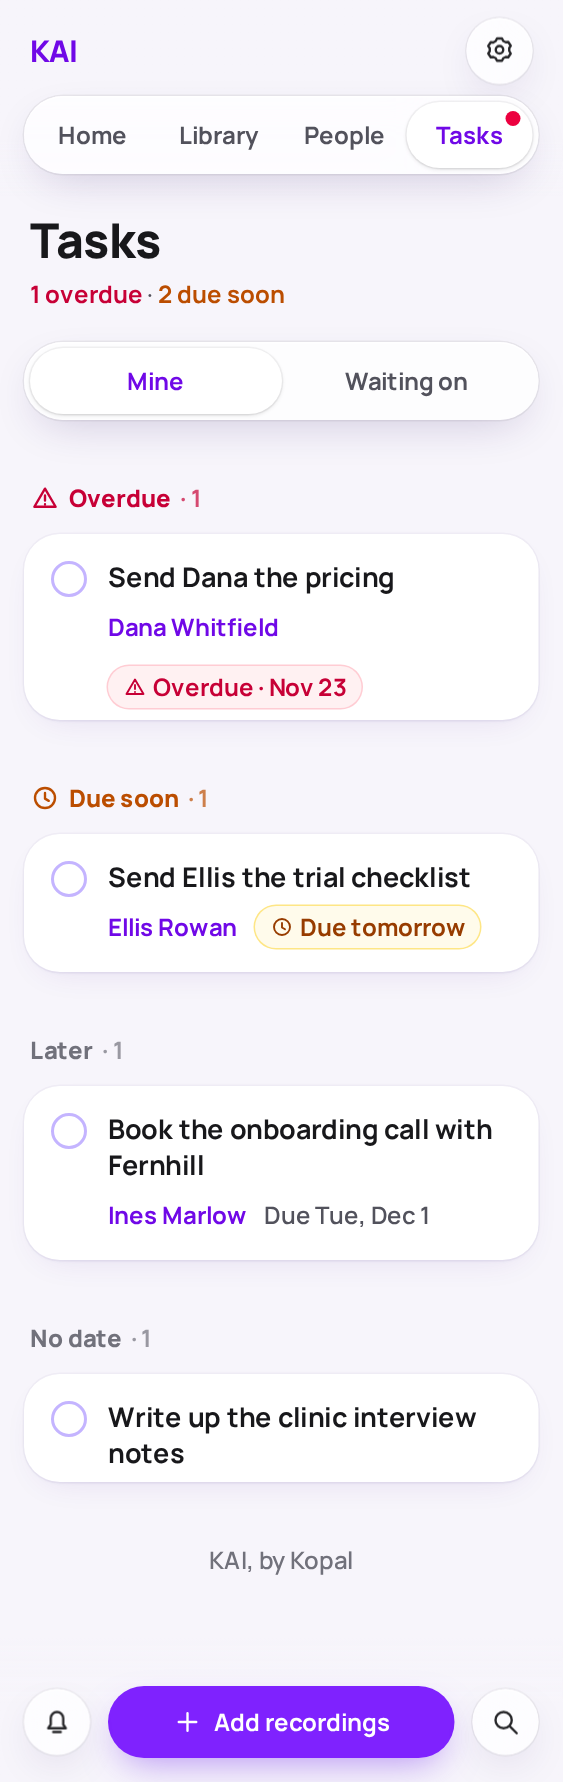 KAI
Home Library People Tasks
Tasks
1 overdue · 2 due soon
Mine Waiting on
Overdue · 1
Send Dana the pricing
Dana Whitfield
Overdue · Nov 23
Due soon · 1
Send Ellis the trial checklist
Ellis Rowan Due tomorrow
Later · 1
Book the onboarding call with
Fernhill
Ines Marlow Due Tue, Dec 1
No date · 1
Write up the clinic interview
notes
KAI, by Kopal
Add recordings